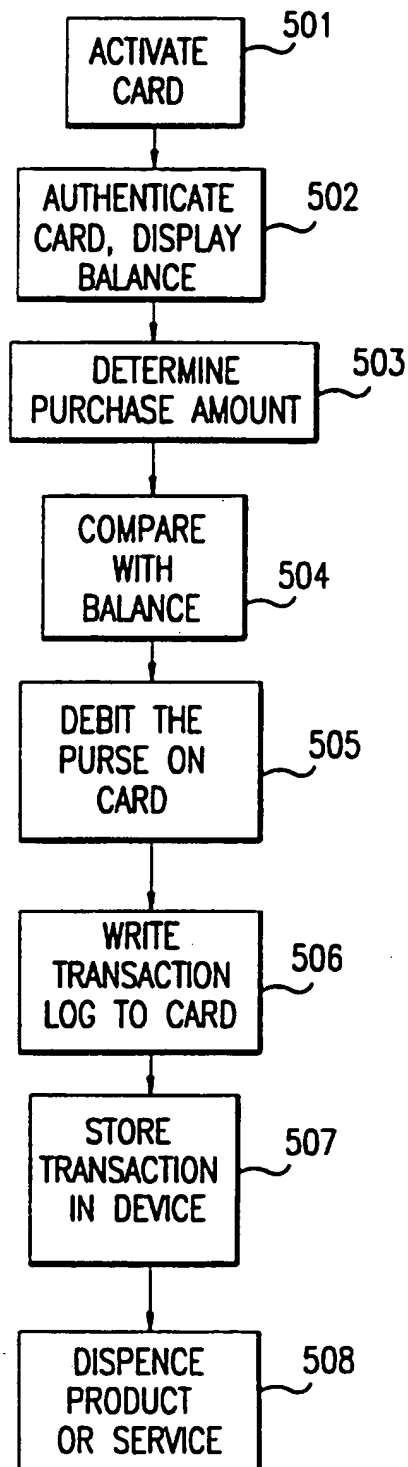 501
ACTIVATE
CARD
502
AUTHENTICATE
CARD, DISPLAY
BALANCE
503
DETERMINE
PURCHASE AMOUNT
COMPARE
WITH
BALANCE
504
DEBIT THE
PURSE ON
CARD
505
WRITE
TRANSACTION
LOG TO CARD
506
STORE
TRANSACTION
IN DEVICE
507
DISPENCE
PRODUCT
OR SERVICE
508